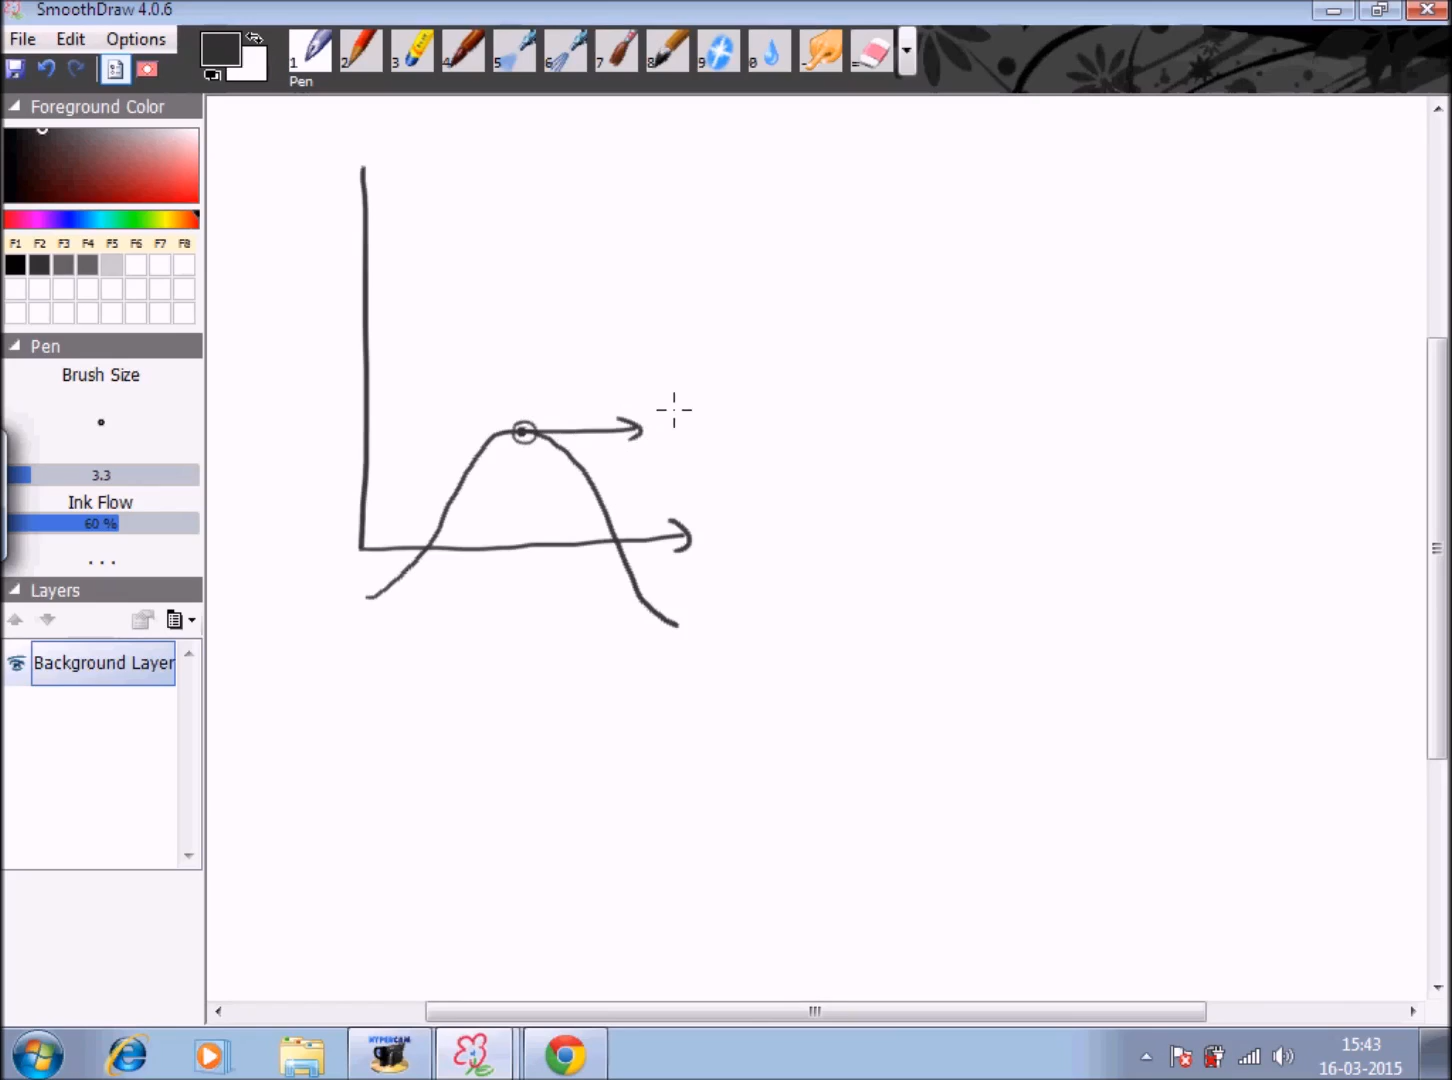 SmoothDraw 4.0.6
File Edit Options
1 2 3 4 5 6 7 8 9 0 - =
Pen
Foreground Color
F1 F2 F3 F4 F5 F6 F7 F8
Pen
Brush Size
3.3
Ink Flow
60 %
...
Layers
Background Layer
HYPERCAM
15:43
16-03-2015